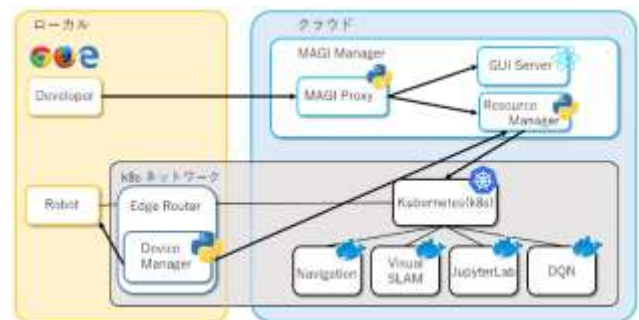 ローカル
クラウド
MAGI Manager
GUI Server
Developer
MAGI Proxy
Resource
Manager
k8s ネットワーク
Robot
Edge Router
Kubernetes(k8s)
Device
Manager
Navigation
Visual
SLAM
JupyterLab
DQN